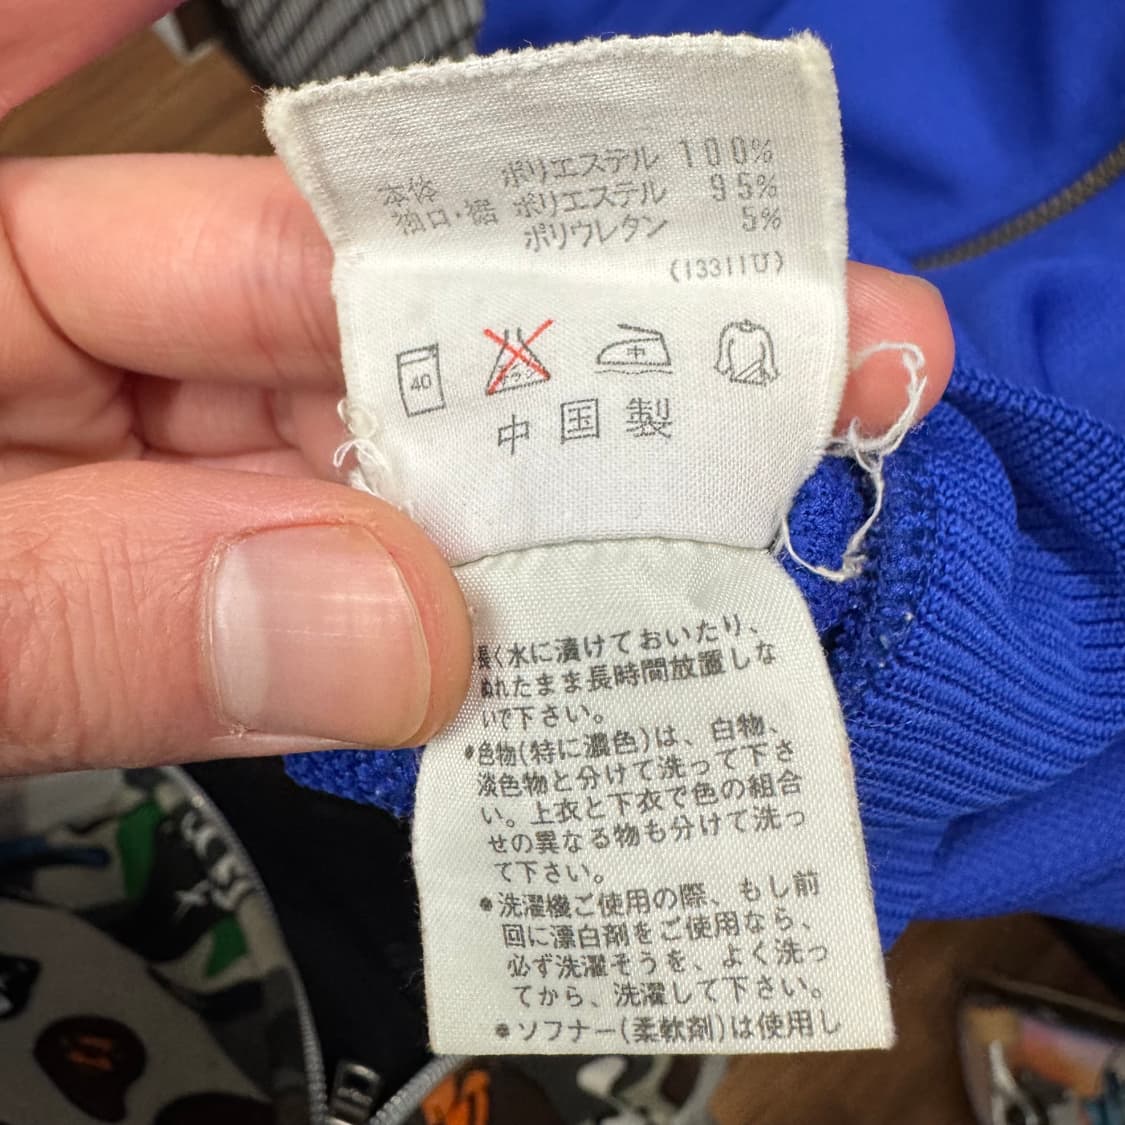 本体 ポリエステル 100%
袖口・裾 ポリエステル 95%
ポリウレタン 5%
(13311ひ)
40
中
中国製
長く水に漬けておいたり、
ぬれたまま長時間放置しな
いで下さい。
●色物(特に濃色)は、白物、
淡色物と分けて洗って下さ
い。上衣と下衣で色の組合
せの異なる物も分けて洗っ
て下さい。
●洗濯機ご使用の際、もし前
回に漂白剤をご使用なら、
必ず洗濯そうを、よく洗っ
てから、洗濯して下さい。
●ソフナー(柔軟剤)は使用し